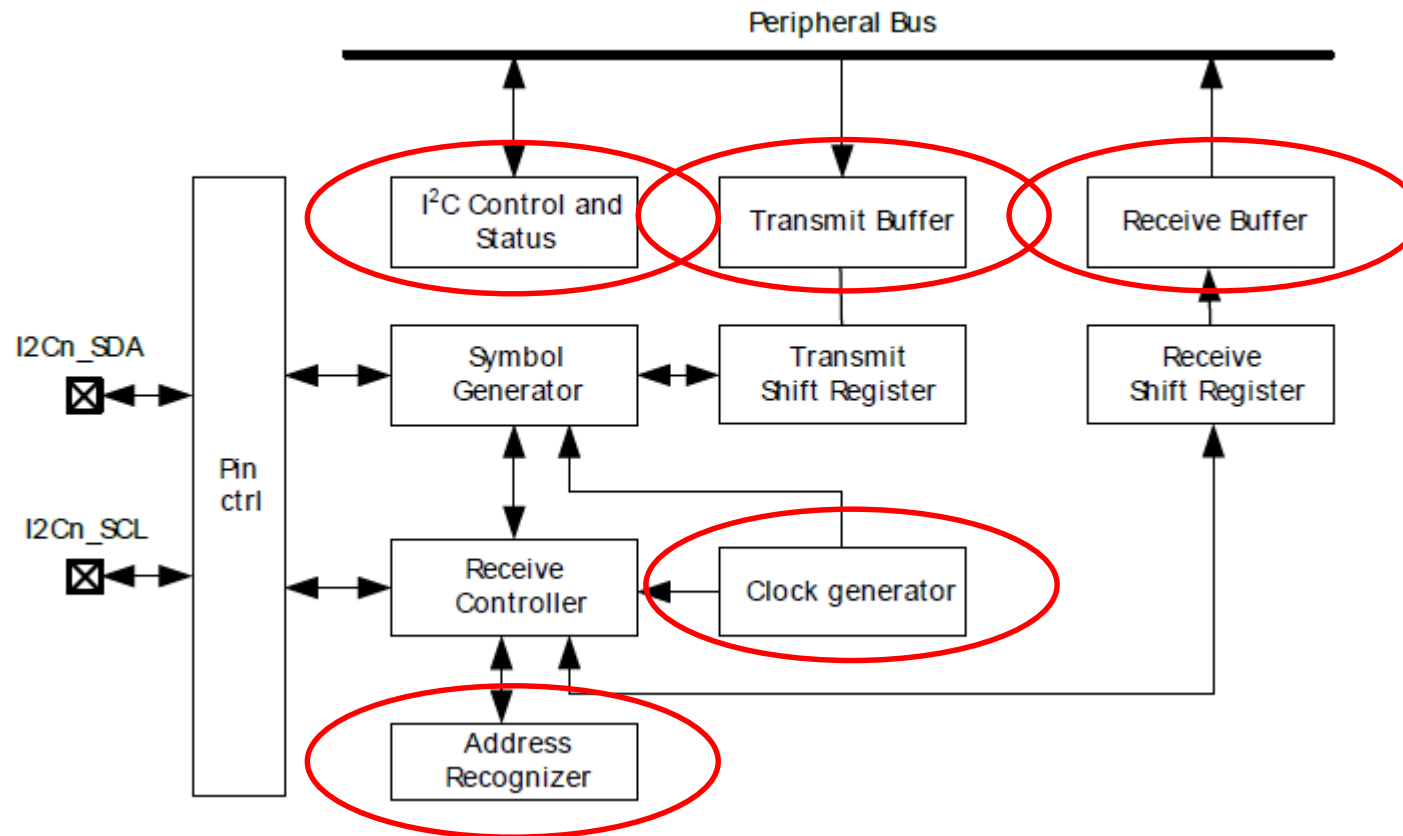 Peripheral Bus
I²C Control and
Status
Transmit Buffer
Receive Buffer
I2Cn_SDA
Symbol
Generator
Transmit
Shift Register
Receive
Shift Register
Pin
ctrl
I2Cn_SCL
Receive
Controller
Clock generator
Address
Recognizer